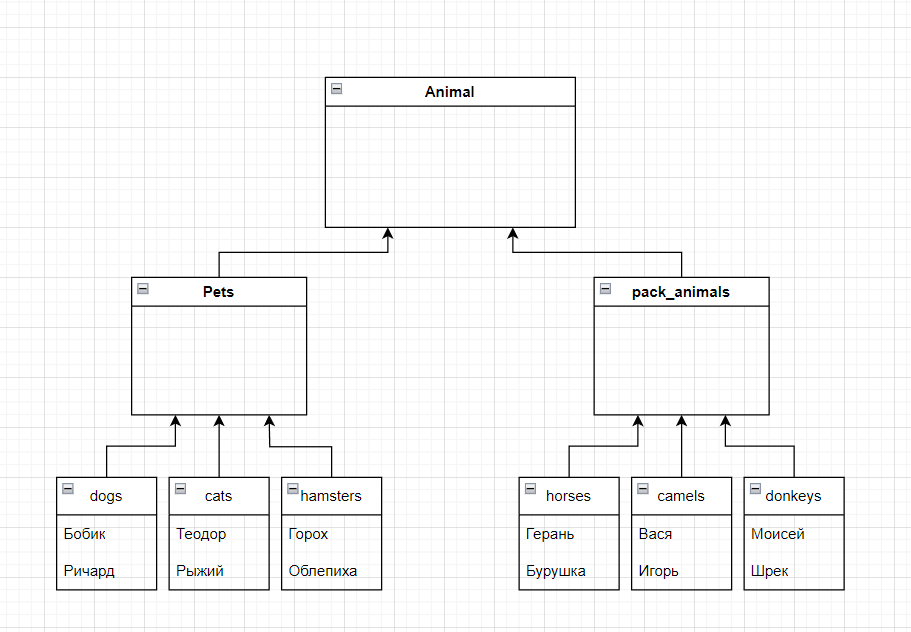 Animal
Pets
pack_animals
dogs
Бобик
Ричард
cats
Теодор
Рыжий
hamsters
Горох
Облепиха
horses
Герань
Бурушка
camels
Вася
Игорь
donkeys
Моисей
Шрек